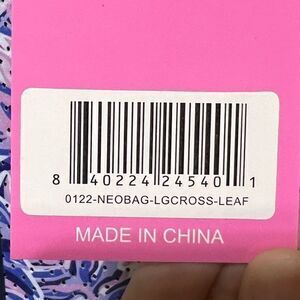 8 40224 24540 1
0122-NEOBAG-LGCROSS-LEAF
MADE IN CHINA